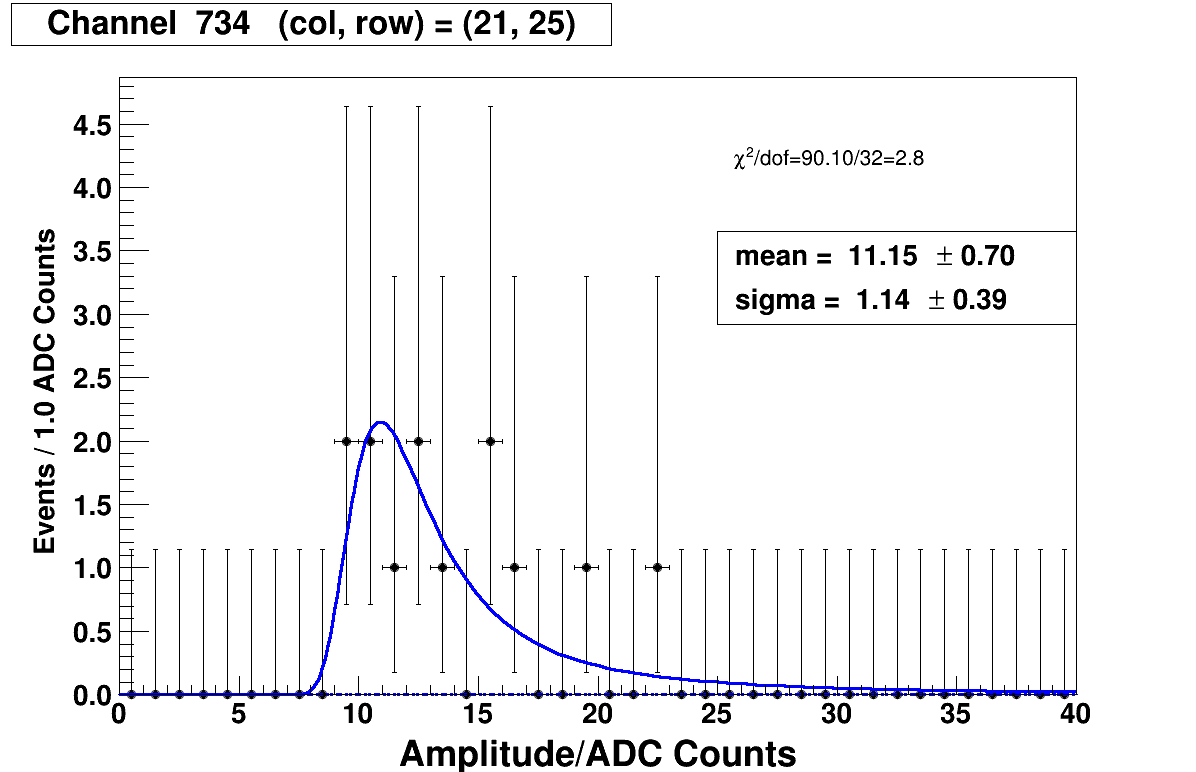 Channel 734 (col, row) = (21, 25)
4.5
4.0
3.5
3.0
2.5
2.0
1.5
1.0
0.5
0.0
Events / 1.0 ADC Counts
χ²/dof=90.10/32=2.8
mean = 11.15 ± 0.70
sigma = 1.14 ± 0.39
0 5 10 15 20 25 30 35 40
Amplitude/ADC Counts